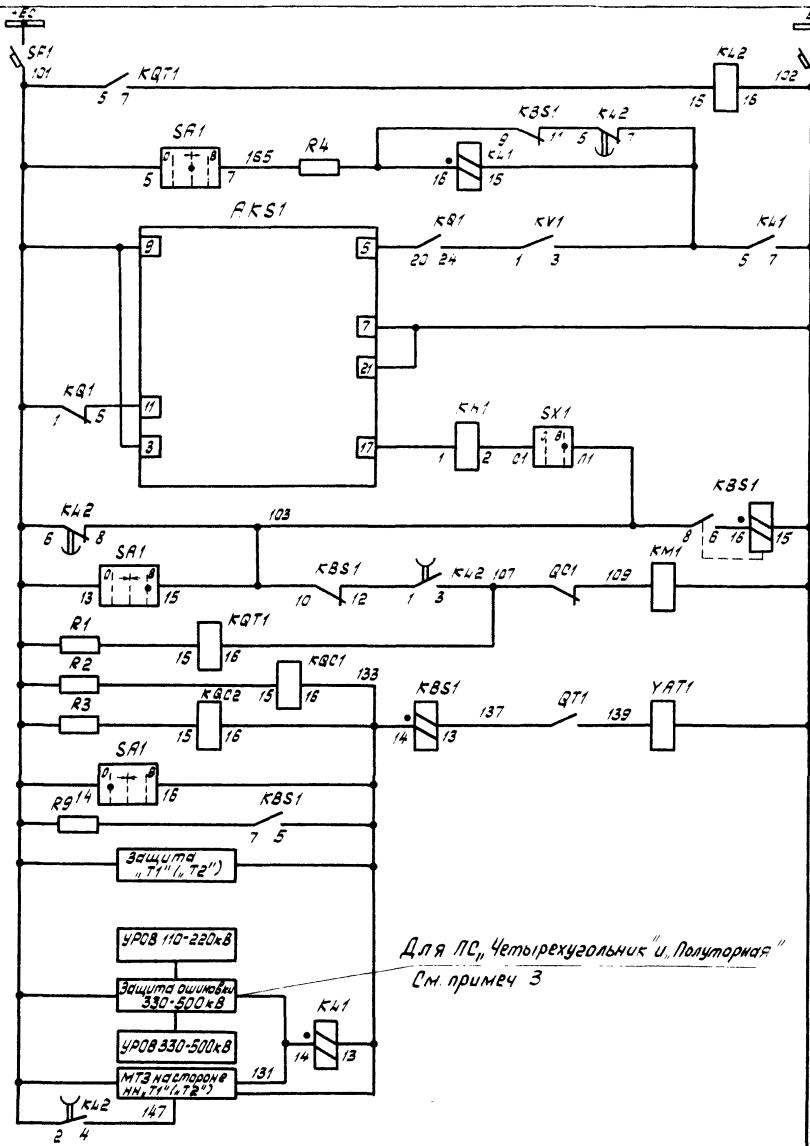 +EC
SF1
101
KQT1
5 7
KL2
15 16
102
SA1
О В
5 7
165
R4
KBS1
9 11
KL2
5 7
KL1
16 15
AKS1
9
5
KQ1
20 24
KV1
1 3
KL1
5 7
7
21
KQ1
1 5
11
3
17
KH1
1 2
SX1
С В
С1 Л1
KBS1
8 6 16 15
KL2
6 8
103
SA1
О В
13 15
KBS1
10 12
KL2
1 3
107
QC1
109
KM1
R1
KQT1
15 16
R2
KQC1
15 16
133
R3
KQC2
15 16
KBS1
14 13
137
QT1
139
YAT1
SA1
О В
14 16
R9
KBS1
7 5
Защита
„Т1" („Т2")
УРОВ 110-220кВ
Защита ошиновки
330-500кВ
УРОВ 330-500кВ
МТЗ на стороне
НН „Т1" („Т2")
131
KL1
14 13
KL2
2 4
147
Для ПС „Четырехугольник" и „Полуторная"
См. примеч 3